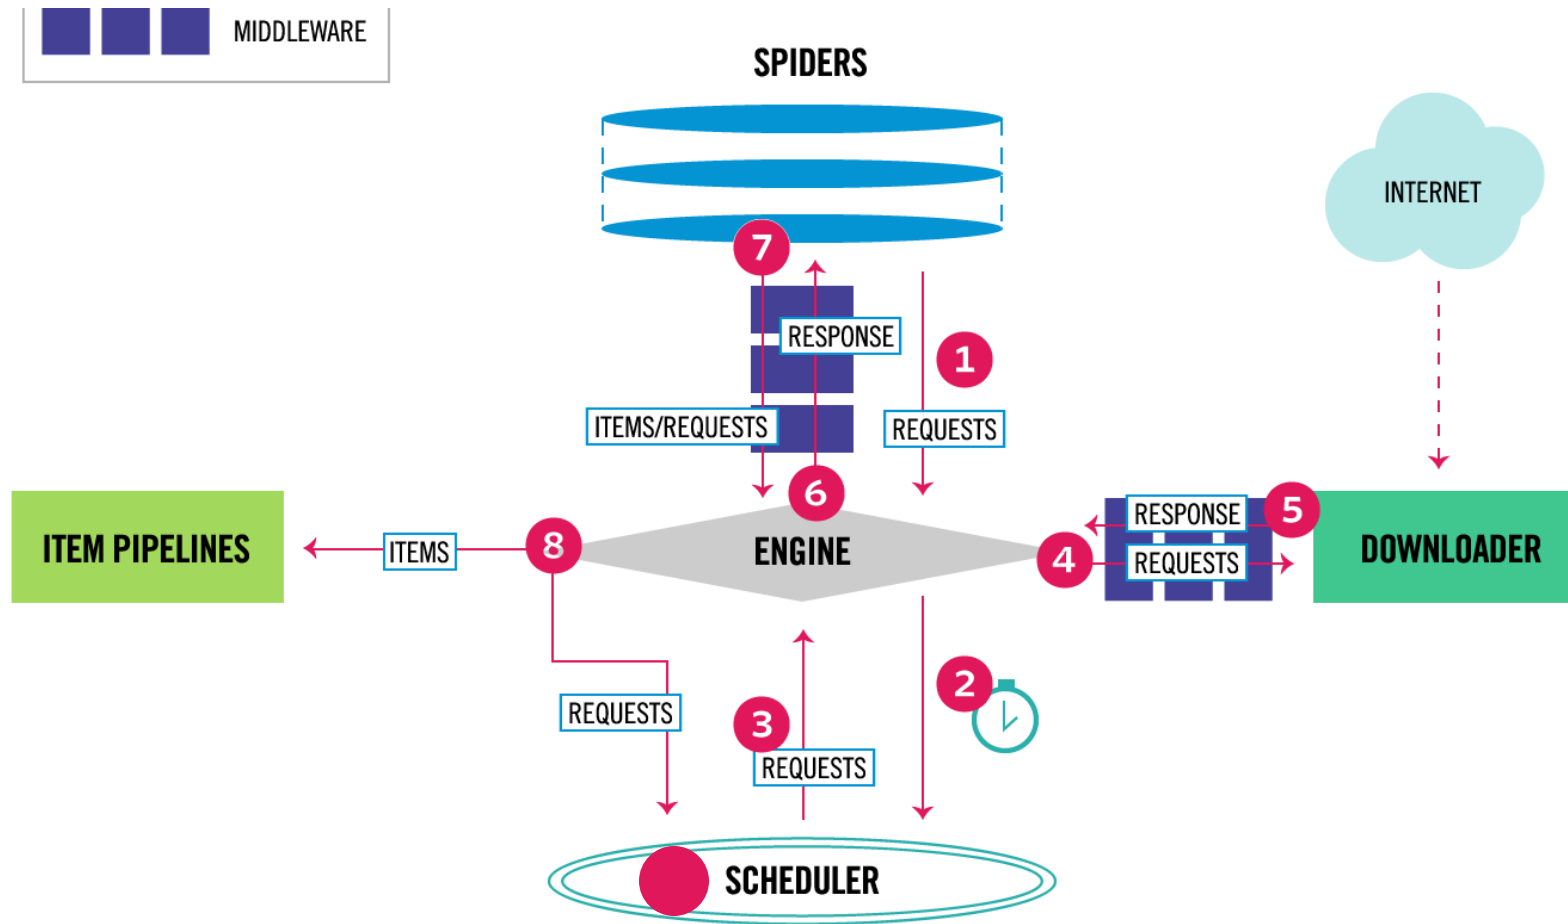 MIDDLEWARE
SPIDERS
INTERNET
7
RESPONSE
1
ITEMS/REQUESTS
REQUESTS
6
5
RESPONSE
ITEM PIPELINES
8
ITEMS
ENGINE
4
REQUESTS
DOWNLOADER
2
REQUESTS
3
REQUESTS
SCHEDULER